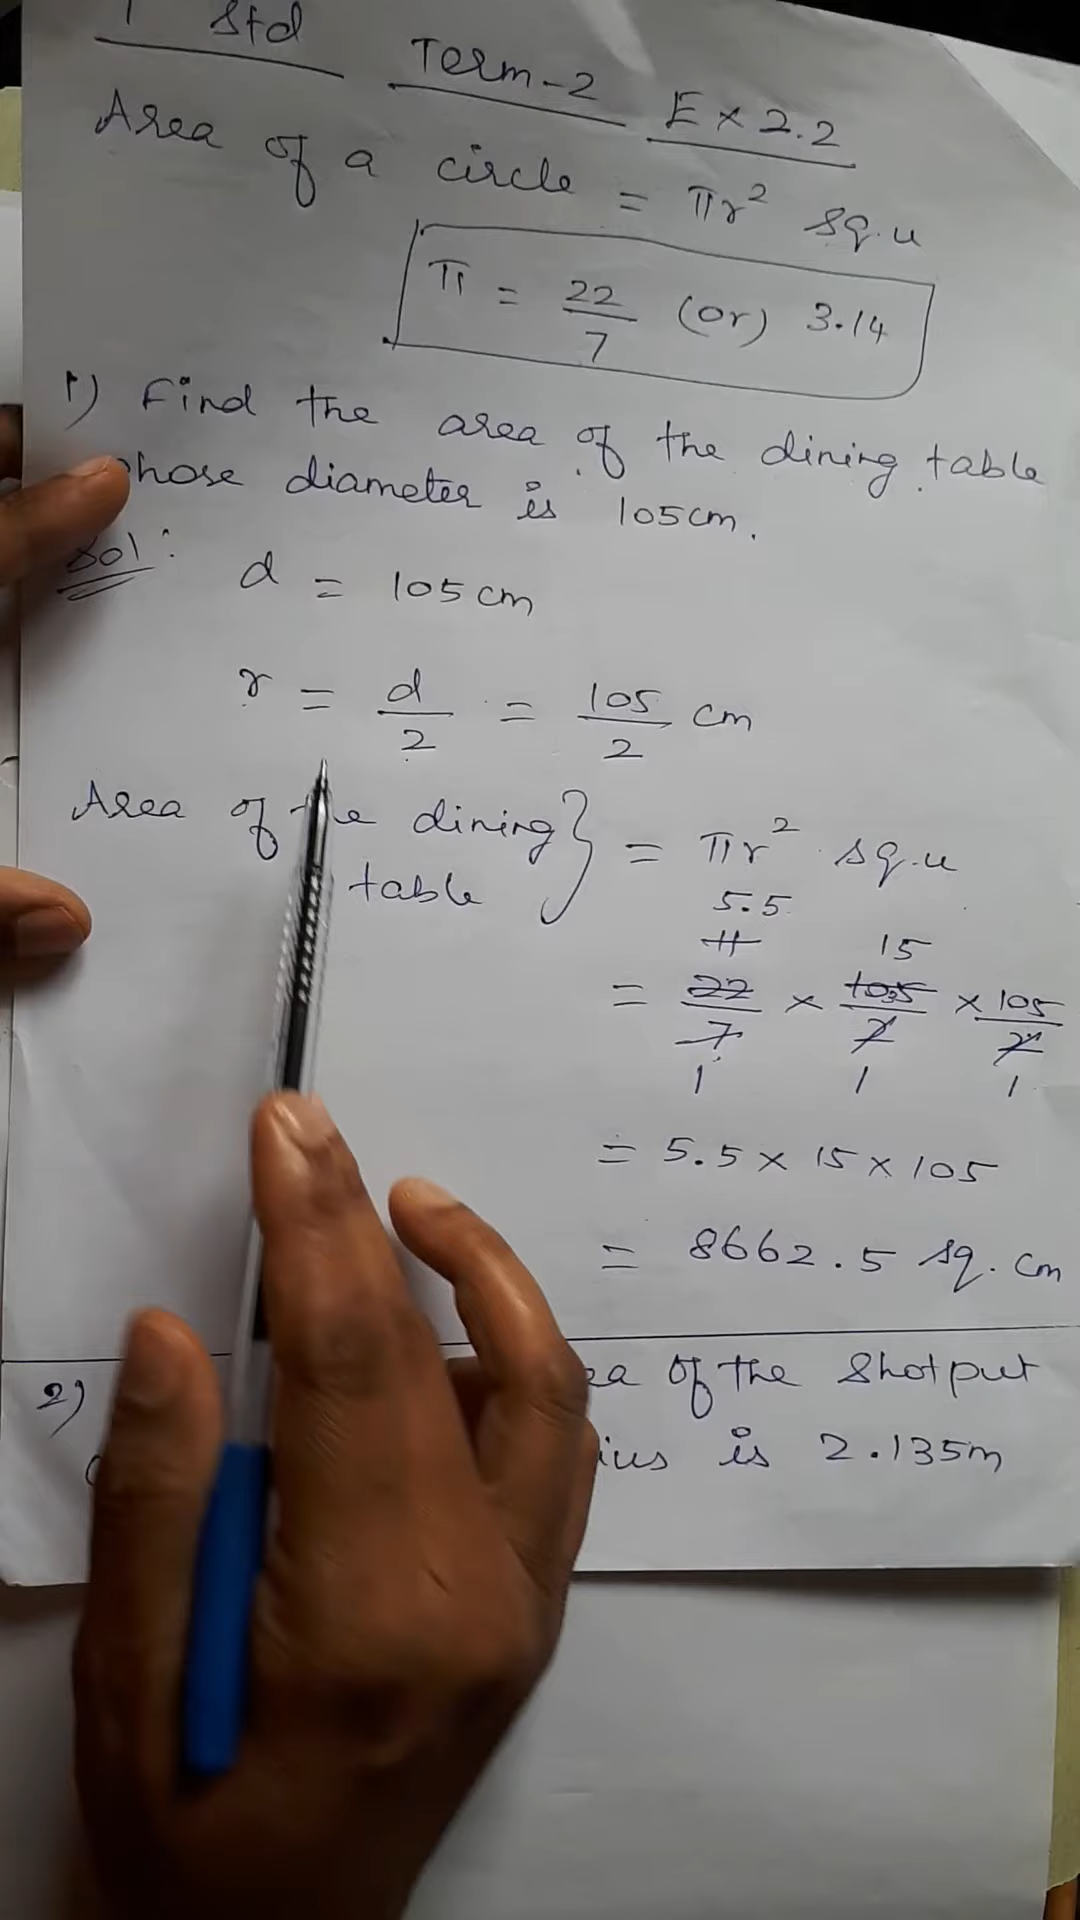 Std Term-2 Ex 2.2
Area of a circle = πr² sq.u
π = 22/7 (or) 3.14
1) Find the area of the dining table
whose diameter is 105cm.
Sol:
d = 105cm
r = d/2 = 105/2 cm
Area of the dining table } = πr² sq.u
5.5
11 15
= 22/7 × 105/2 × 105/2
1 1 1
= 5.5 × 15 × 105
= 8662.5 sq. cm
2) of the Shotput
is 2.135m